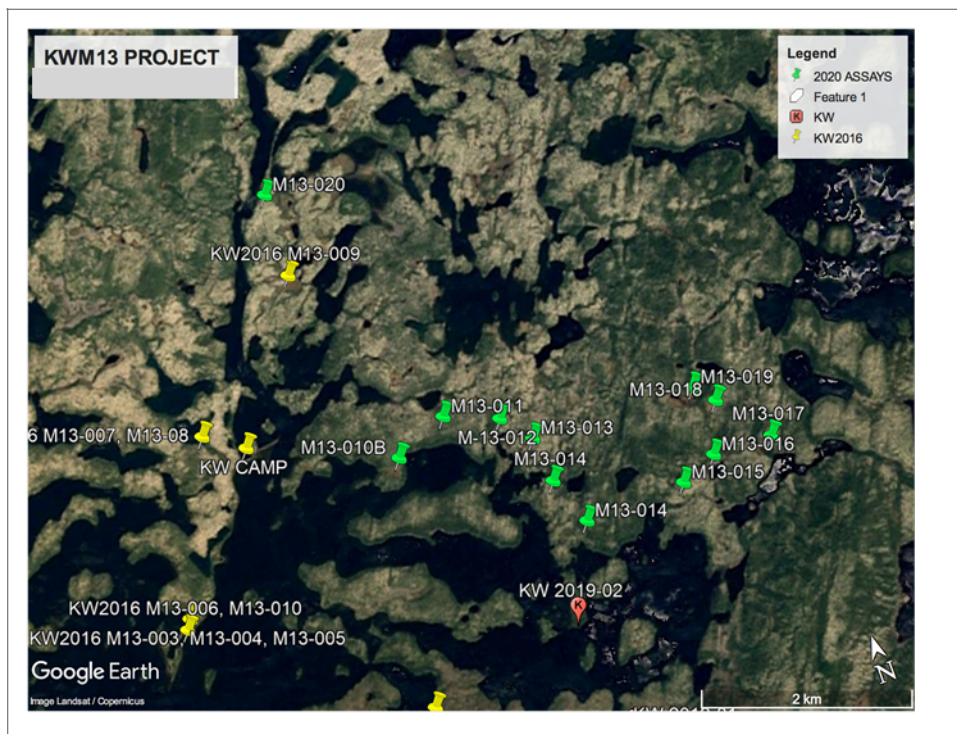 KWM13 PROJECT
Legend
2020 ASSAYS
Feature 1
K KW
KW2016
M13-020
KW2016 M13-009
M13-019
M13-018
M13-011
M13-017
6 M13-007, M13-08
M-13-012
M13-013
KW CAMP
M13-010B
M13-016
M13-014
M13-015
M13-014
KW 2019-02
K
KW2016 M13-006, M13-010
KW2016 M13-003, M13-004, M13-005
Google Earth
N
Image Landsat / Copernicus
2 km